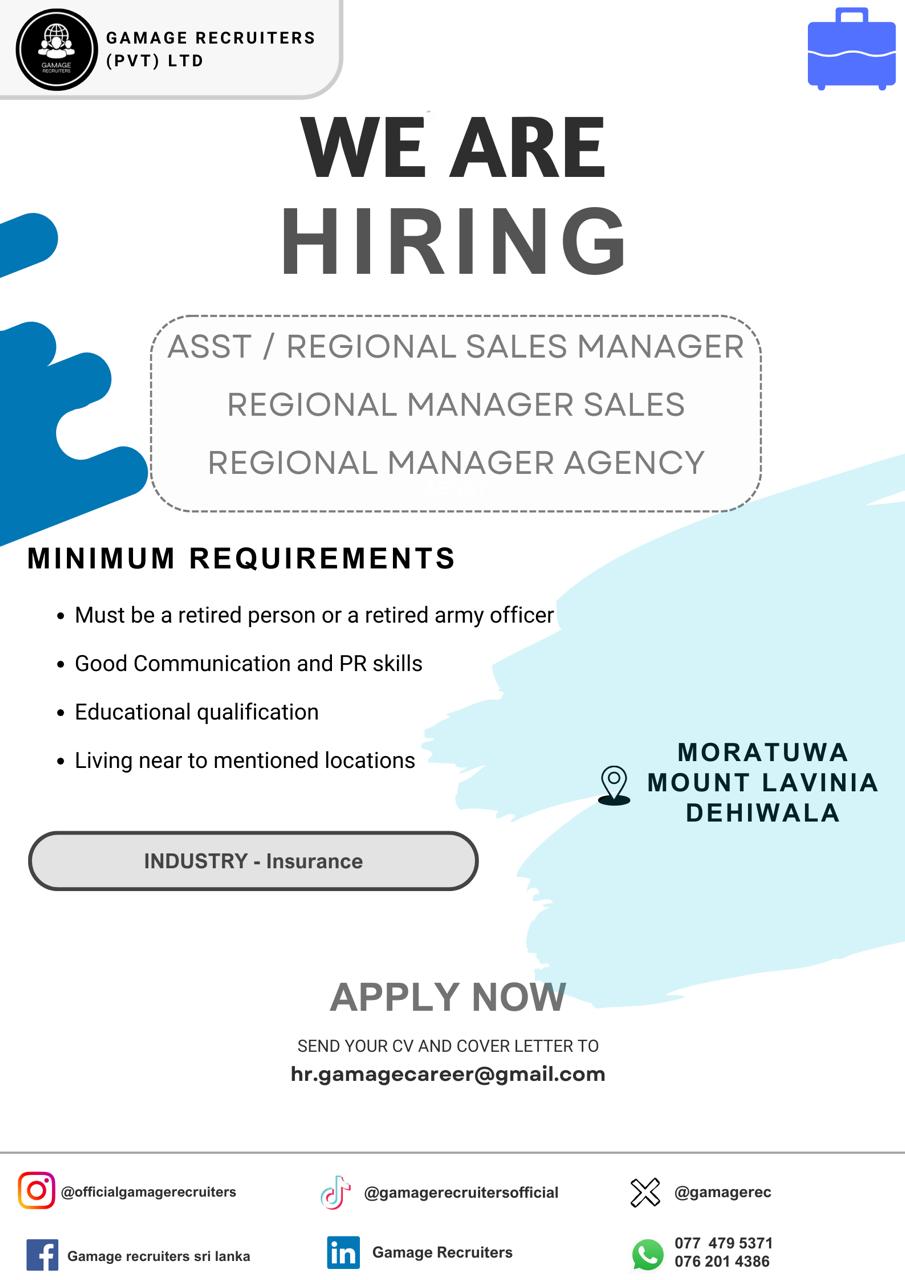 GAMAGE RECRUITERS
(PVT) LTD
GAMAGE
RECRUITERS
WE ARE
HIRING
ASST / REGIONAL SALES MANAGER
REGIONAL MANAGER SALES
REGIONAL MANAGER AGENCY
MINIMUM REQUIREMENTS
• Must be a retired person or a retired army officer
• Good Communication and PR skills
• Educational qualification
• Living near to mentioned locations
MORATUWA
MOUNT LAVINIA
DEHIWALA
INDUSTRY - Insurance
APPLY NOW
SEND YOUR CV AND COVER LETTER TO
hr.gamagecareer@gmail.com
@officialgamagerecruiters
@gamagerecruitersofficial
@gamagerec
Gamage recruiters sri lanka
in
Gamage Recruiters
077 479 5371
076 201 4386